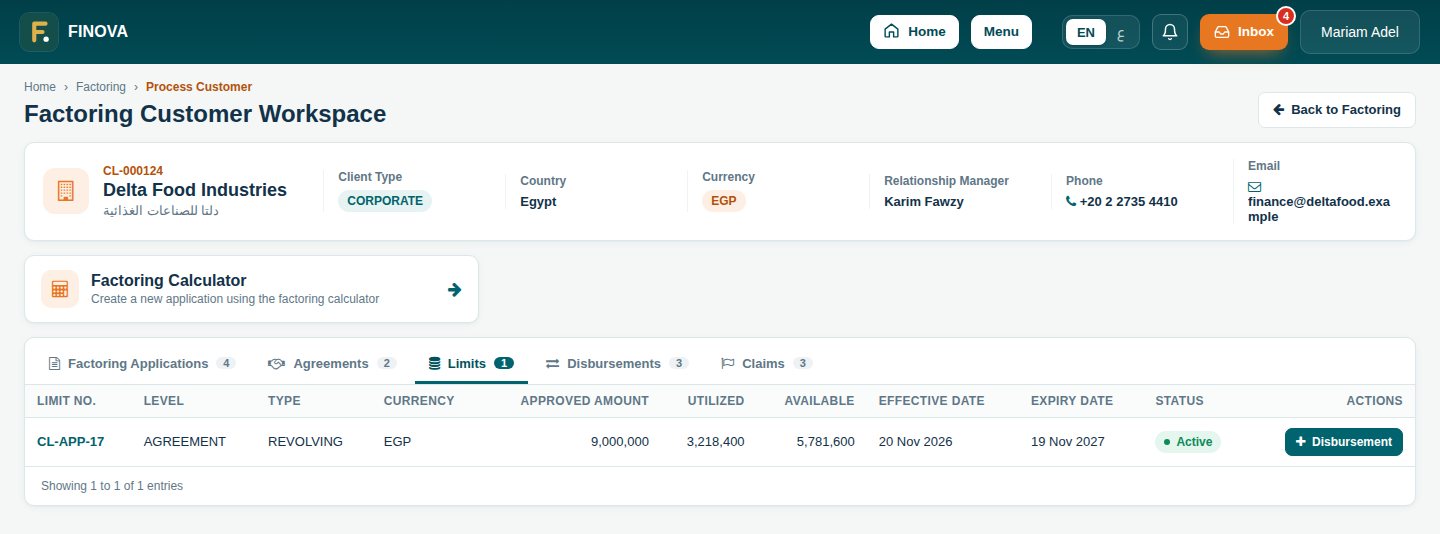 FINOVA
Home
Menu
EN
ع
Inbox
4
Mariam Adel
Home › Factoring › Process Customer
Factoring Customer Workspace
Back to Factoring
CL-000124
Delta Food Industries
دلتا للصناعات الغذائية
Client Type
CORPORATE
Country
Egypt
Currency
EGP
Relationship Manager
Karim Fawzy
Phone
+20 2 2735 4410
Email
finance@deltafood.exa
mple
Factoring Calculator
Create a new application using the factoring calculator
Factoring Applications 4 Agreements 2 Limits 1 Disbursements 3 Claims 3
LIMIT NO. LEVEL TYPE CURRENCY APPROVED AMOUNT UTILIZED AVAILABLE EFFECTIVE DATE EXPIRY DATE STATUS ACTIONS
CL-APP-17 AGREEMENT REVOLVING EGP 9,000,000 3,218,400 5,781,600 20 Nov 2026 19 Nov 2027 Active Disbursement
Showing 1 to 1 of 1 entries